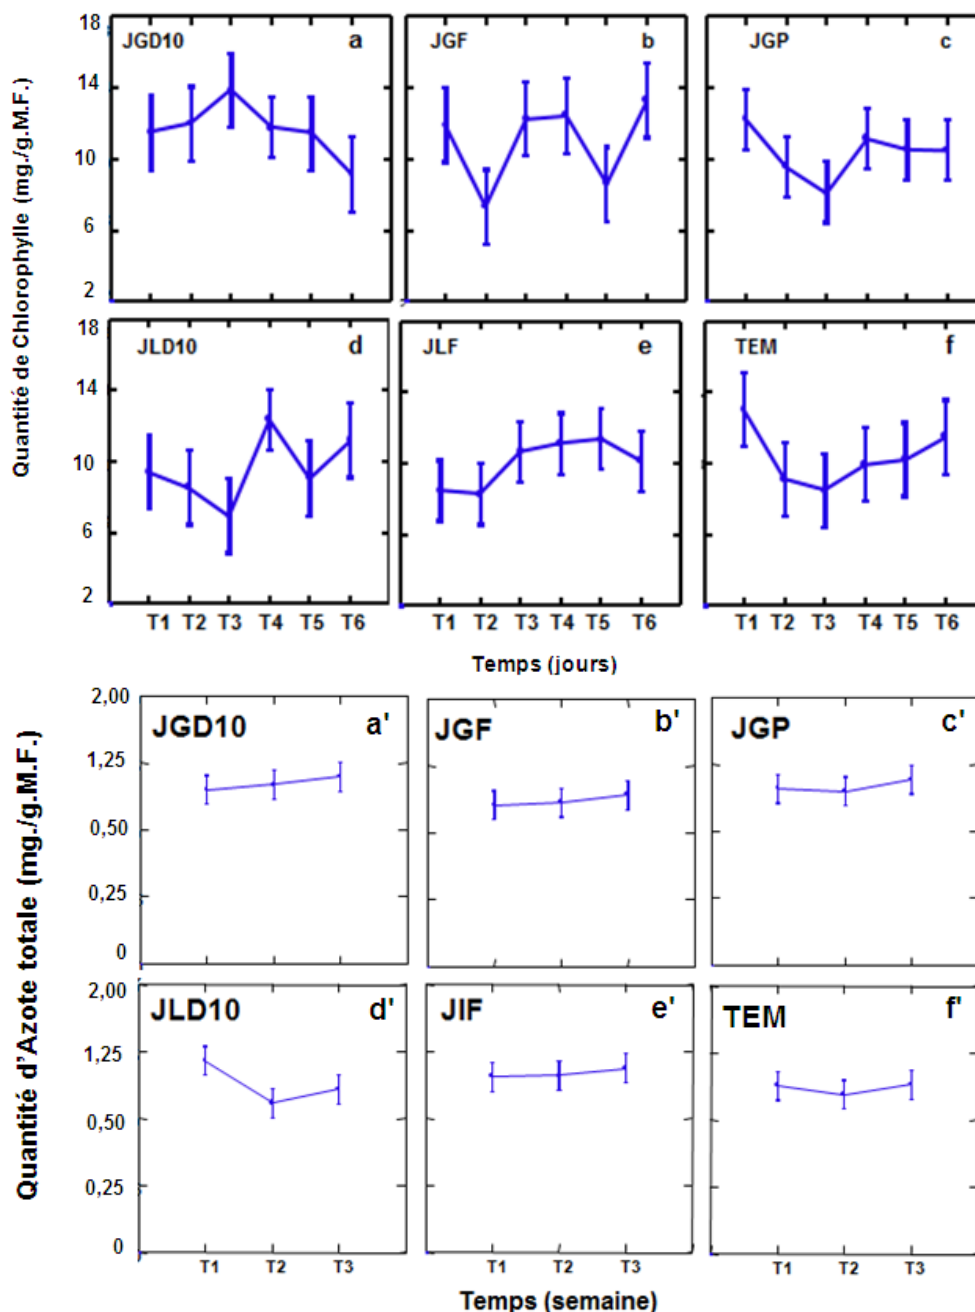 Quantité de Chlorophylle (mg./g.M.F.)
18
14
10
6
2
JGD10 a
JGF b
JGP c
18
14
10
6
2
JLD10 d
JLF e
TEM f
T1 T2 T3 T4 T5 T6
T1 T2 T3 T4 T5 T6
T1 T2 T3 T4 T5 T6
Temps (jours)
Quantité d'Azote totale (mg./g.M.F.)
2,00
1,25
0,50
0,25
0
JGD10 a'
JGF b'
JGP c'
2,00
1,25
0,50
0,25
0
JLD10 d'
JIF e'
TEM f'
T1 T2 T3
T1 T2 T3
T1 T2 T3
Temps (semaine)